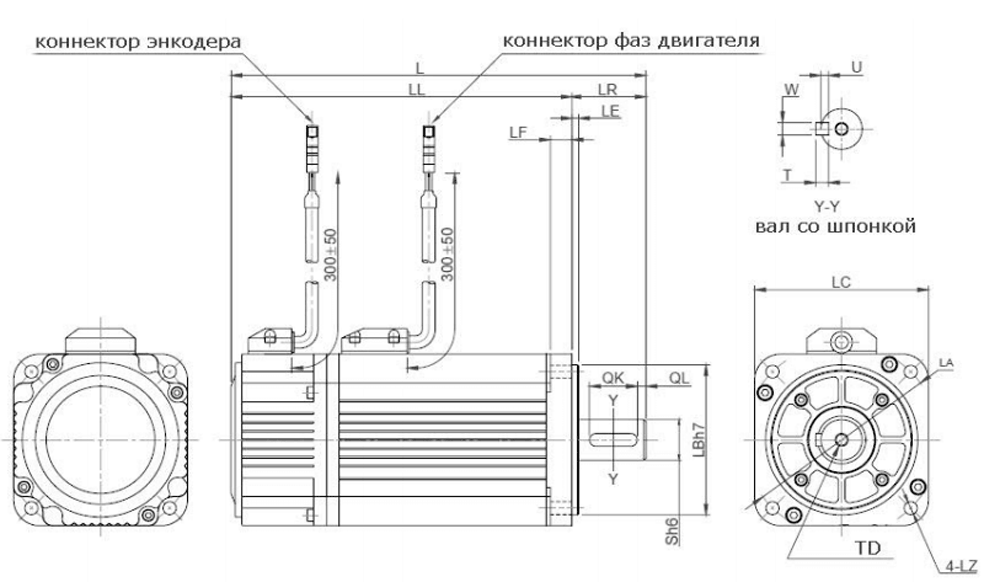 коннектор энкодера
коннектор фаз двигателя
L
LL
LR
LE
LF
U
W
T
Y-Y
вал со шпонкой
300±50
300±50
LC
LA
QK
QL
Y
Y
LBh7
Sh6
TD
4-LZ